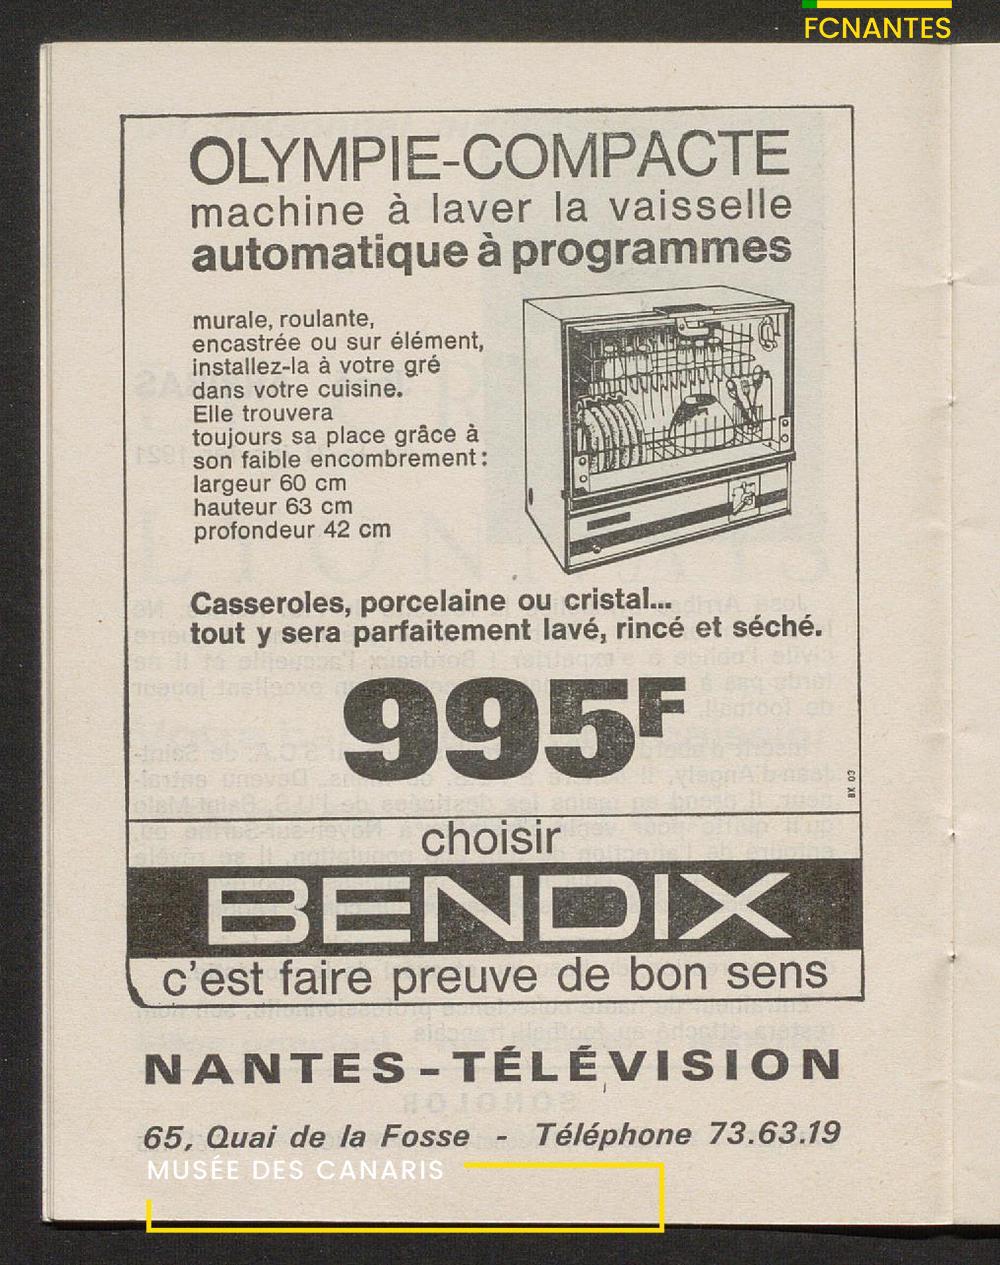 FCNANTES
OLYMPIE-COMPACTE
machine à laver la vaisselle
automatique à programmes
murale, roulante,
encastrée ou sur élément,
installez-la à votre gré
dans votre cuisine.
Elle trouvera
toujours sa place grâce à
son faible encombrement :
largeur 60 cm
hauteur 63 cm
profondeur 42 cm
Casseroles, porcelaine ou cristal...
tout y sera parfaitement lavé, rincé et séché.
995F
BX 03
choisir
BENDIX
c'est faire preuve de bon sens
NANTES-TÉLÉVISION
65, Quai de la Fosse - Téléphone 73.63.19
MUSÉE DES CANARIS